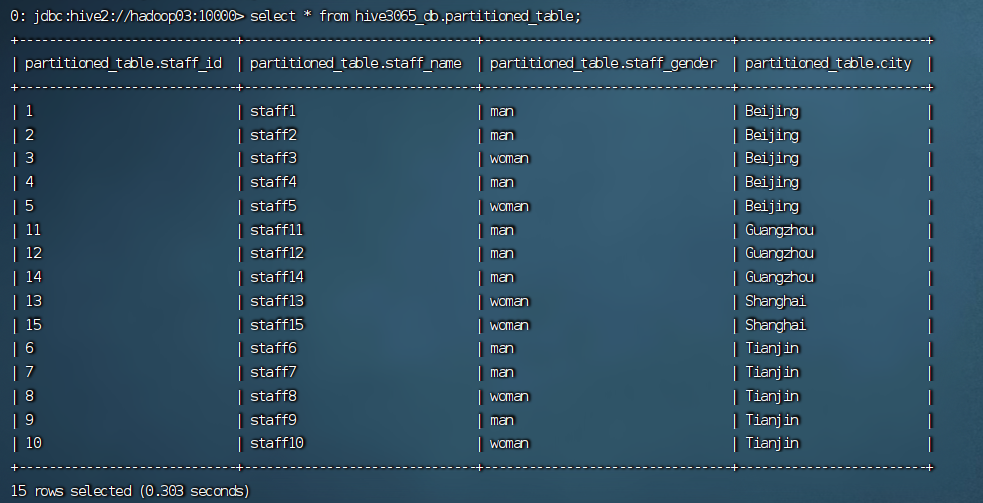 0: jdbc:hive2://hadoop03:10000> select * from hive3065_db.partitioned_table;
+---------------------------+-----------------------------+-------------------------------+------------------------+
| partitioned_table.staff_id | partitioned_table.staff_name | partitioned_table.staff_gender | partitioned_table.city |
+---------------------------+-----------------------------+-------------------------------+------------------------+
| 1 | staff1 | man | Beijing |
| 2 | staff2 | man | Beijing |
| 3 | staff3 | woman | Beijing |
| 4 | staff4 | man | Beijing |
| 5 | staff5 | woman | Beijing |
| 11 | staff11 | man | Guangzhou |
| 12 | staff12 | man | Guangzhou |
| 14 | staff14 | man | Guangzhou |
| 13 | staff13 | woman | Shanghai |
| 15 | staff15 | woman | Shanghai |
| 6 | staff6 | man | Tianjin |
| 7 | staff7 | man | Tianjin |
| 8 | staff8 | woman | Tianjin |
| 9 | staff9 | man | Tianjin |
| 10 | staff10 | woman | Tianjin |
+---------------------------+-----------------------------+-------------------------------+------------------------+
15 rows selected (0.303 seconds)